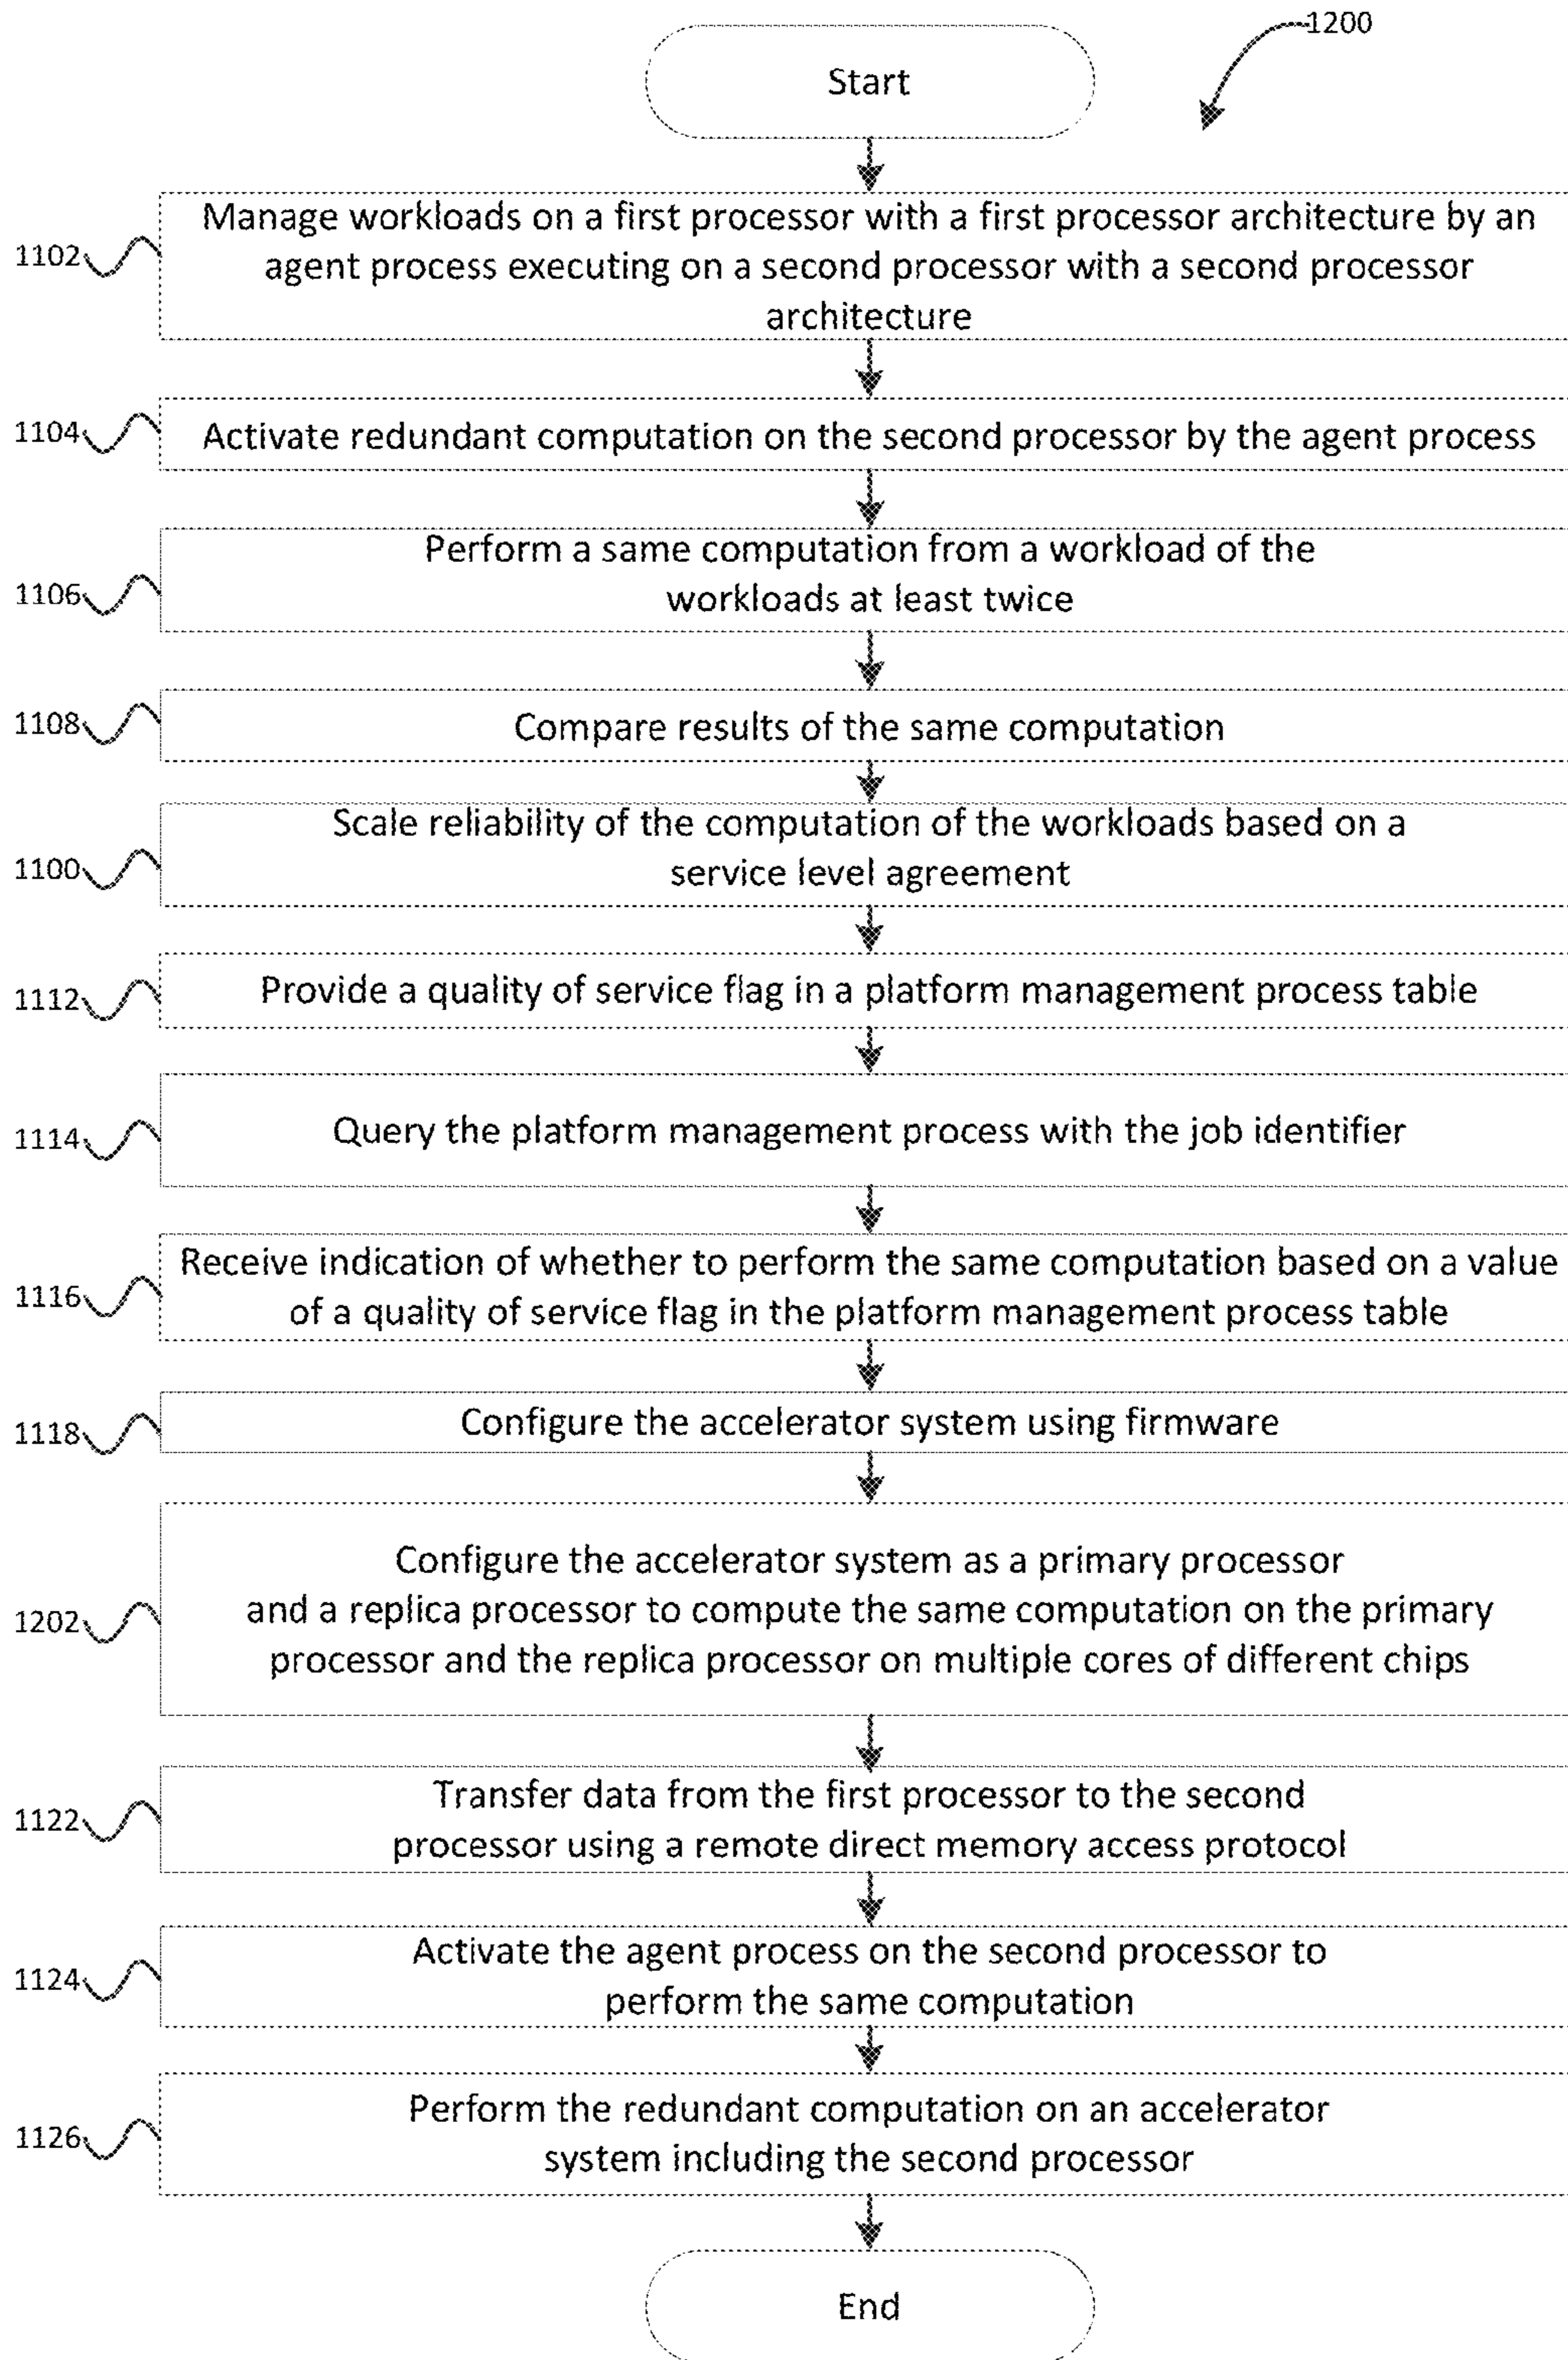 1200
Start
1102
Manage workloads on a first processor with a first processor architecture by an
agent process executing on a second processor with a second processor
architecture
1104
Activate redundant computation on the second processor by the agent process
1106
Perform a same computation from a workload of the
workloads at least twice
1108
Compare results of the same computation
1100
Scale reliability of the computation of the workloads based on a
service level agreement
1112
Provide a quality of service flag in a platform management process table
1114
Query the platform management process with the job identifier
1116
Receive indication of whether to perform the same computation based on a value
of a quality of service flag in the platform management process table
1118
Configure the accelerator system using firmware
1202
Configure the accelerator system as a primary processor
and a replica processor to compute the same computation on the primary
processor and the replica processor on multiple cores of different chips
1122
Transfer data from the first processor to the second
processor using a remote direct memory access protocol
1124
Activate the agent process on the second processor to
perform the same computation
1126
Perform the redundant computation on an accelerator
system including the second processor
End